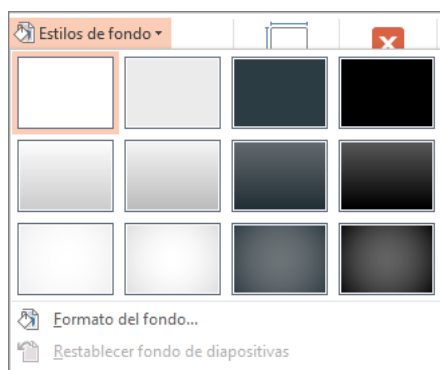 Estilos de fondo
Formato del fondo...
Restablecer fondo de diapositivas